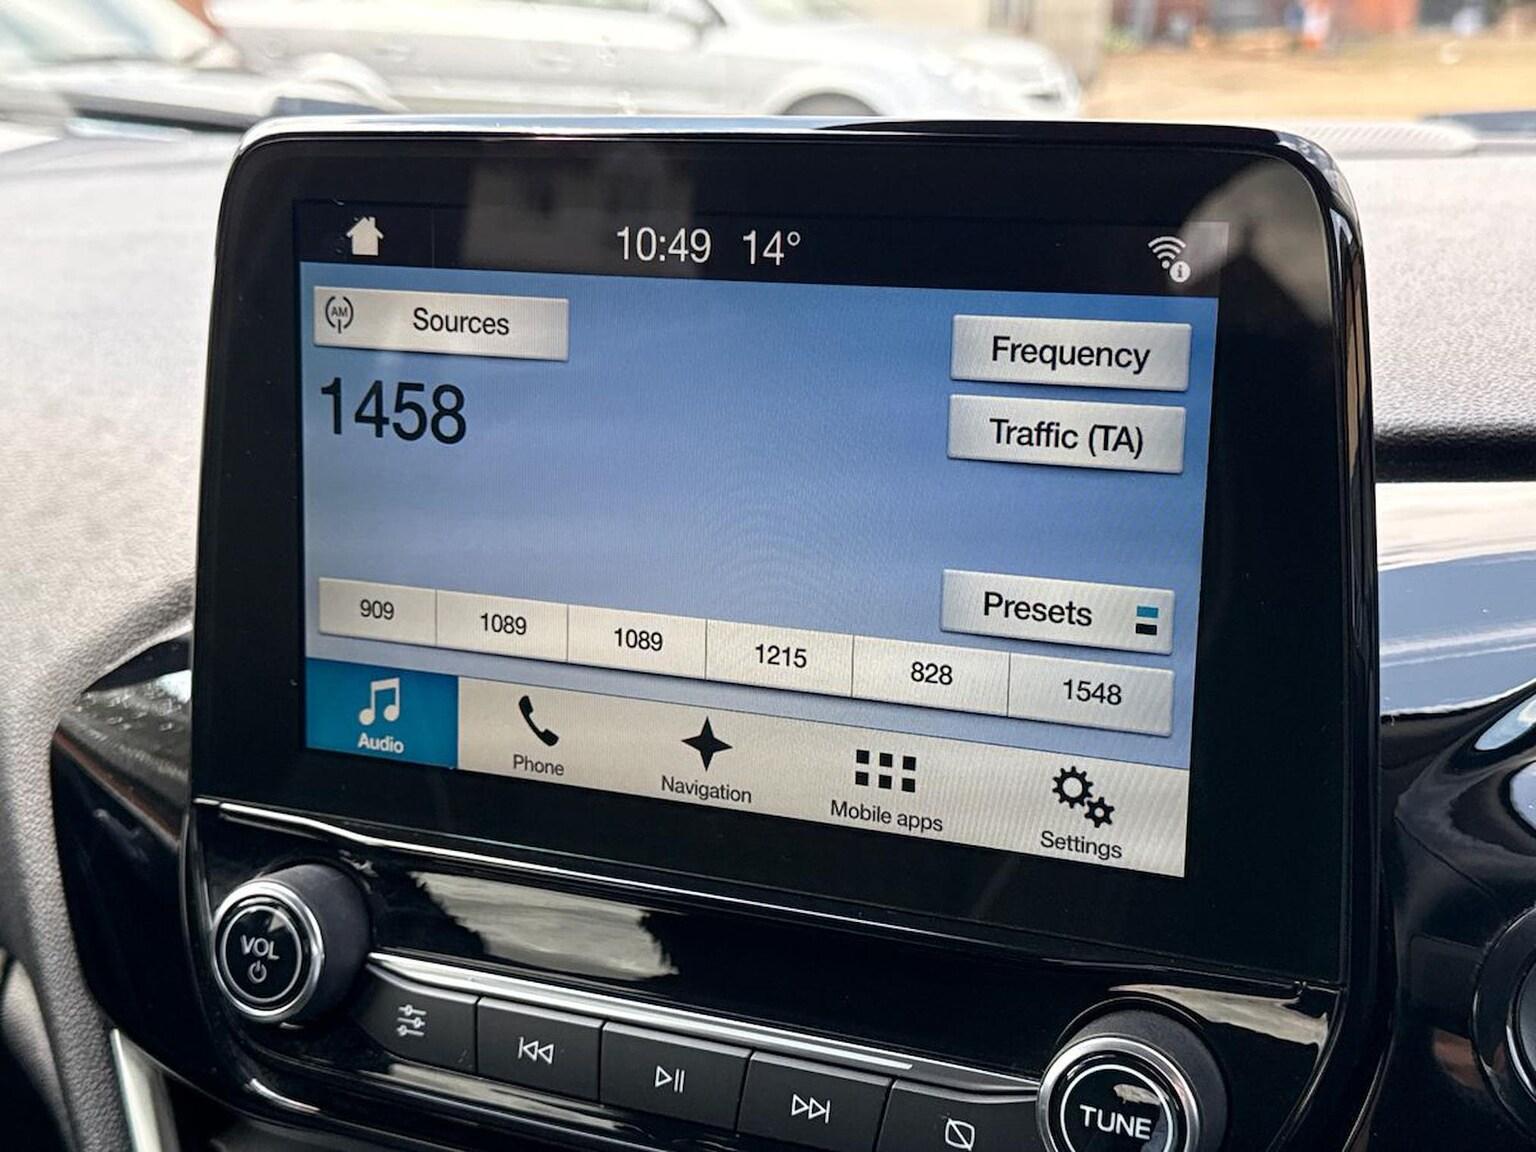 10:49 14°
AM Sources
Frequency
1458
Traffic (TA)
Presets
909 1089 1089 1215 828 1548
Audio Phone Navigation Mobile apps Settings
VOL
TUNE